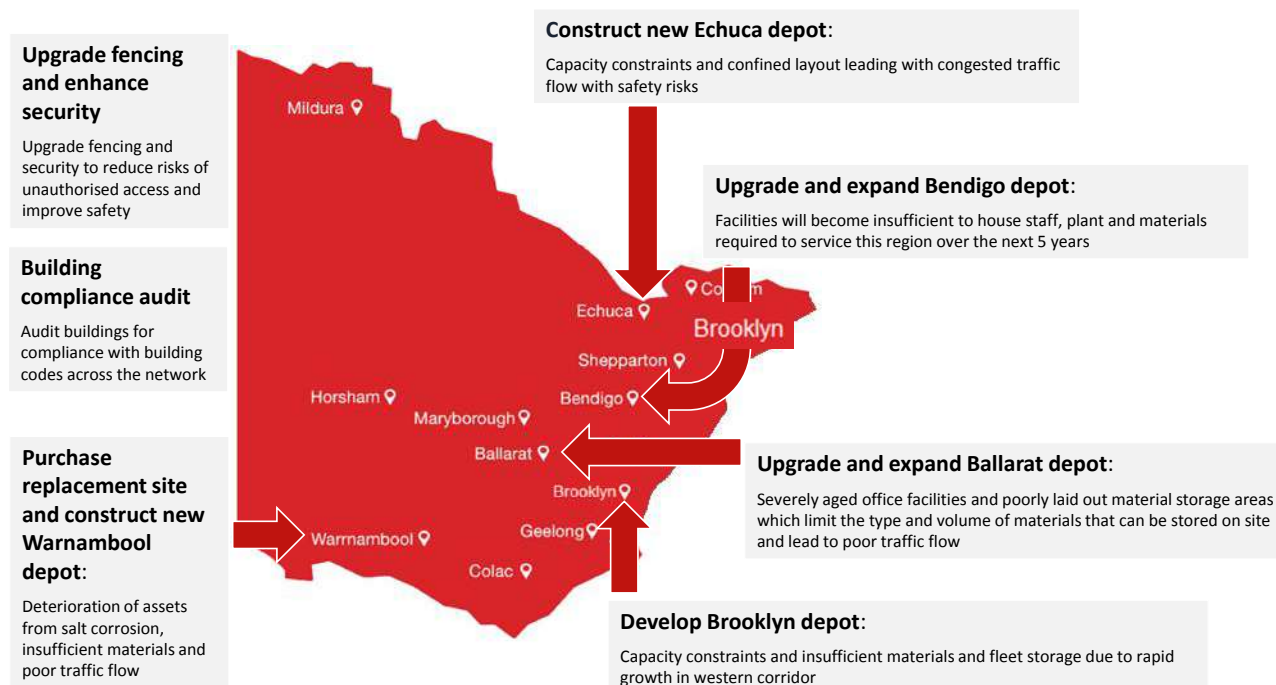 Construct new Echuca depot:
Capacity constraints and confined layout leading with congested traffic
flow with safety risks
Upgrade fencing
and enhance
security
Upgrade fencing and
security to reduce risks of
unauthorised access and
improve safety
Mildura
Upgrade and expand Bendigo depot:
Facilities will become insufficient to house staff, plant and materials
required to service this region over the next 5 years
Building
compliance audit
Audit buildings for
compliance with building
codes across the network
Echuca
Brooklyn
Shepparton
Horsham
Bendigo
Maryborough
Ballarat
Purchase
replacement site
and construct new
Warnambool
depot:
Deterioration of assets
from salt corrosion,
insufficient materials and
poor traffic flow
Upgrade and expand Ballarat depot:
Severely aged office facilities and poorly laid out material storage areas
which limit the type and volume of materials that can be stored on site
and lead to poor traffic flow
Brooklyn
Geelong
Warrnambool
Colac
Develop Brooklyn depot:
Capacity constraints and insufficient materials and fleet storage due to rapid
growth in western corridor